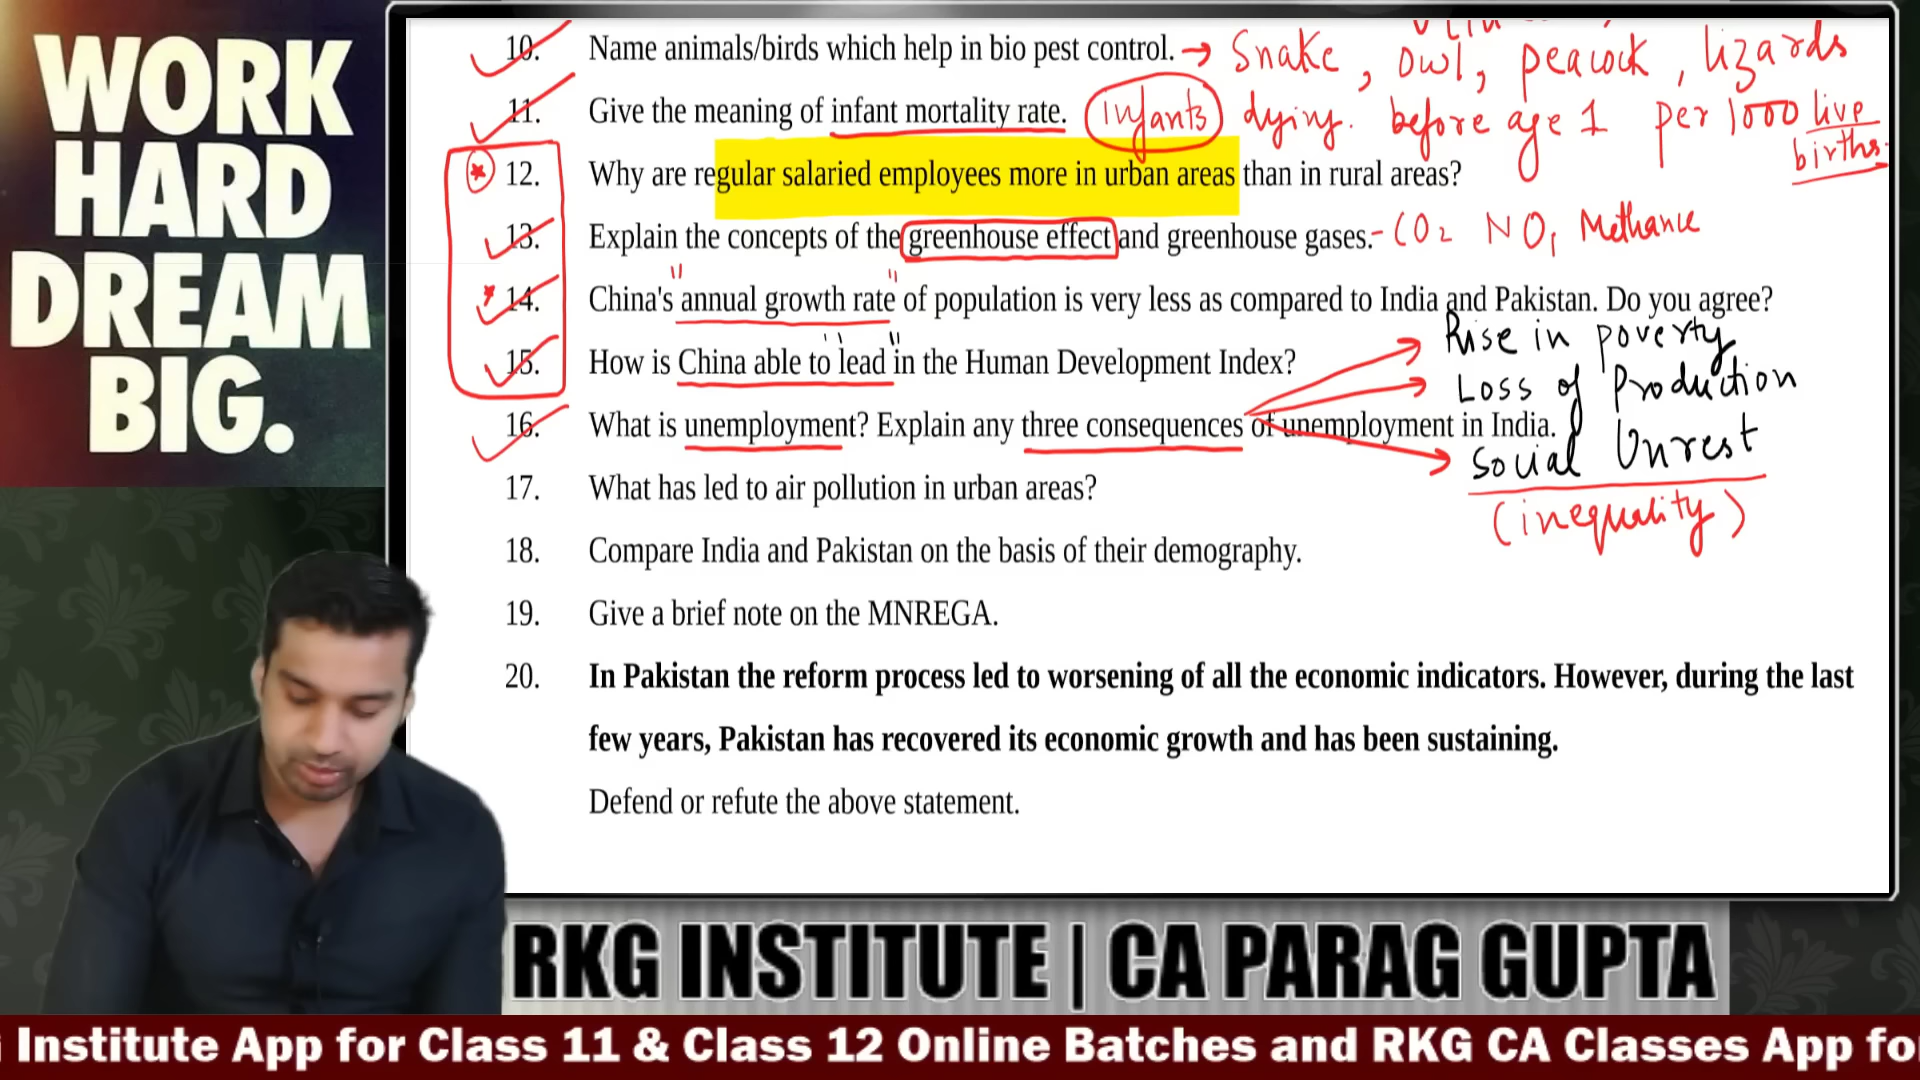 WORK
HARD
DREAM
BIG.
10. Name animals/birds which help in bio pest control. → Snake, Owl, peacock, lizards
11. Give the meaning of infant mortality rate. Infants dying. before age 1 per 1000 live
births.
12. Why are regular salaried employees more in urban areas than in rural areas?
13. Explain the concepts of the greenhouse effect and greenhouse gases. - CO2 NO, Methance
14. China's "annual growth rate" of population is very less as compared to India and Pakistan. Do you agree?
Rise in poverty
15. How is China able to lead in the Human Development Index?
Loss of Production
16. What is unemployment? Explain any three consequences of unemployment in India.
Social Unrest
17. What has led to air pollution in urban areas?
(inequality)
18. Compare India and Pakistan on the basis of their demography.
19. Give a brief note on the MNREGA.
20. In Pakistan the reform process led to worsening of all the economic indicators. However, during the last
few years, Pakistan has recovered its economic growth and has been sustaining.
Defend or refute the above statement.
RKG INSTITUTE | CA PARAG GUPTA
Institute App for Class 11 & Class 12 Online Batches and RKG CA Classes App fo